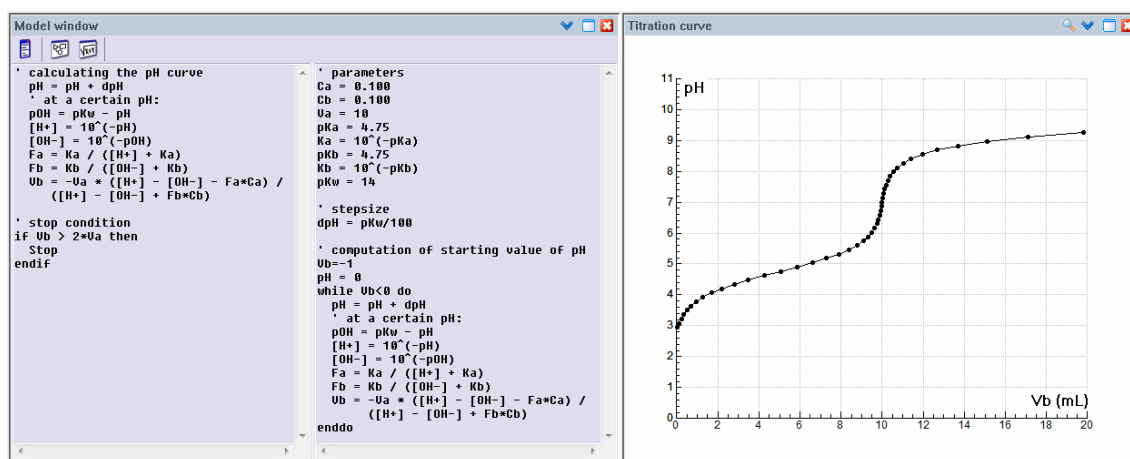 Model window
' calculating the pH curve
pH = pH + dpH
' at a certain pH:
pOH = pKw - pH
[H+] = 10^(-pH)
[OH-] = 10^(-pOH)
Fa = Ka / ([H+] + Ka)
Fb = Kb / ([OH-] + Kb)
Vb = -Va * ([H+] - [OH-] - Fa*Ca) /
([H+] - [OH-] + Fb*Cb)
' stop condition
if Vb > 2*Va then
Stop
endif
' parameters
Ca = 0.100
Cb = 0.100
Va = 10
pKa = 4.75
Ka = 10^(-pKa)
pKb = 4.75
Kb = 10^(-pKb)
pKw = 14
' stepsize
dpH = pKw/100
' computation of starting value of pH
Vb=-1
pH = 0
while Vb<0 do
pH = pH + dpH
' at a certain pH:
pOH = pKw - pH
[H+] = 10^(-pH)
[OH-] = 10^(-pOH)
Fa = Ka / ([H+] + Ka)
Fb = Kb / ([OH-] + Kb)
Vb = -Va * ([H+] - [OH-] - Fa*Ca) /
([H+] - [OH-] + Fb*Cb)
enddo
Titration curve
11
pH
10
9
8
7
6
5
4
3
2
1
0
Vb (mL)
0 2 4 6 8 10 12 14 16 18 20